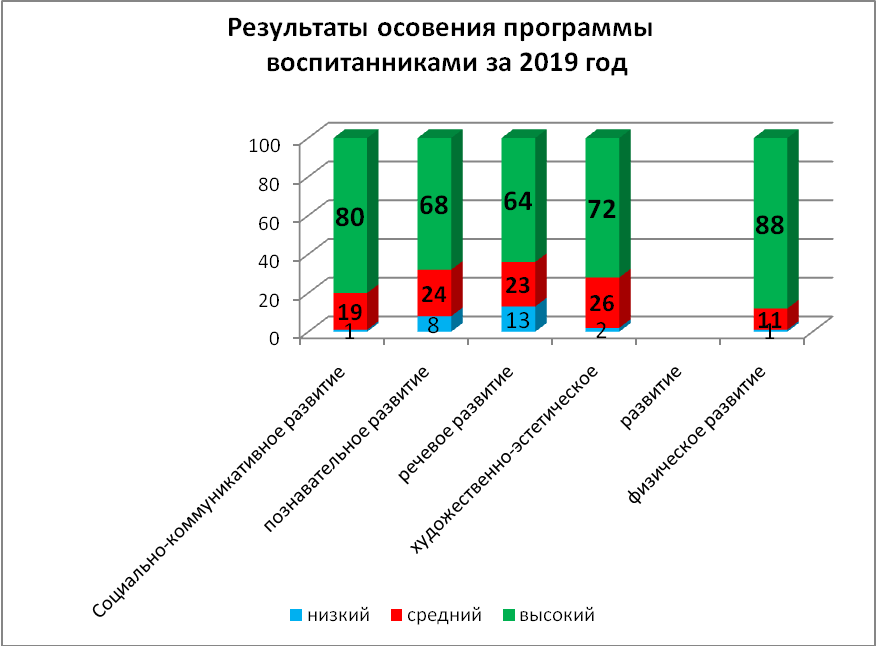 Результаты осовения программы
воспитанниками за 2019 год
100
80
60
40
20
0
80
68
64
72
88
19
24
23
26
11
1
8
13
2
1
Социально-коммуникативное развитие
познавательное развитие
речевое развитие
художественно-эстетическое
развитие
физическое развитие
низкий
средний
высокий